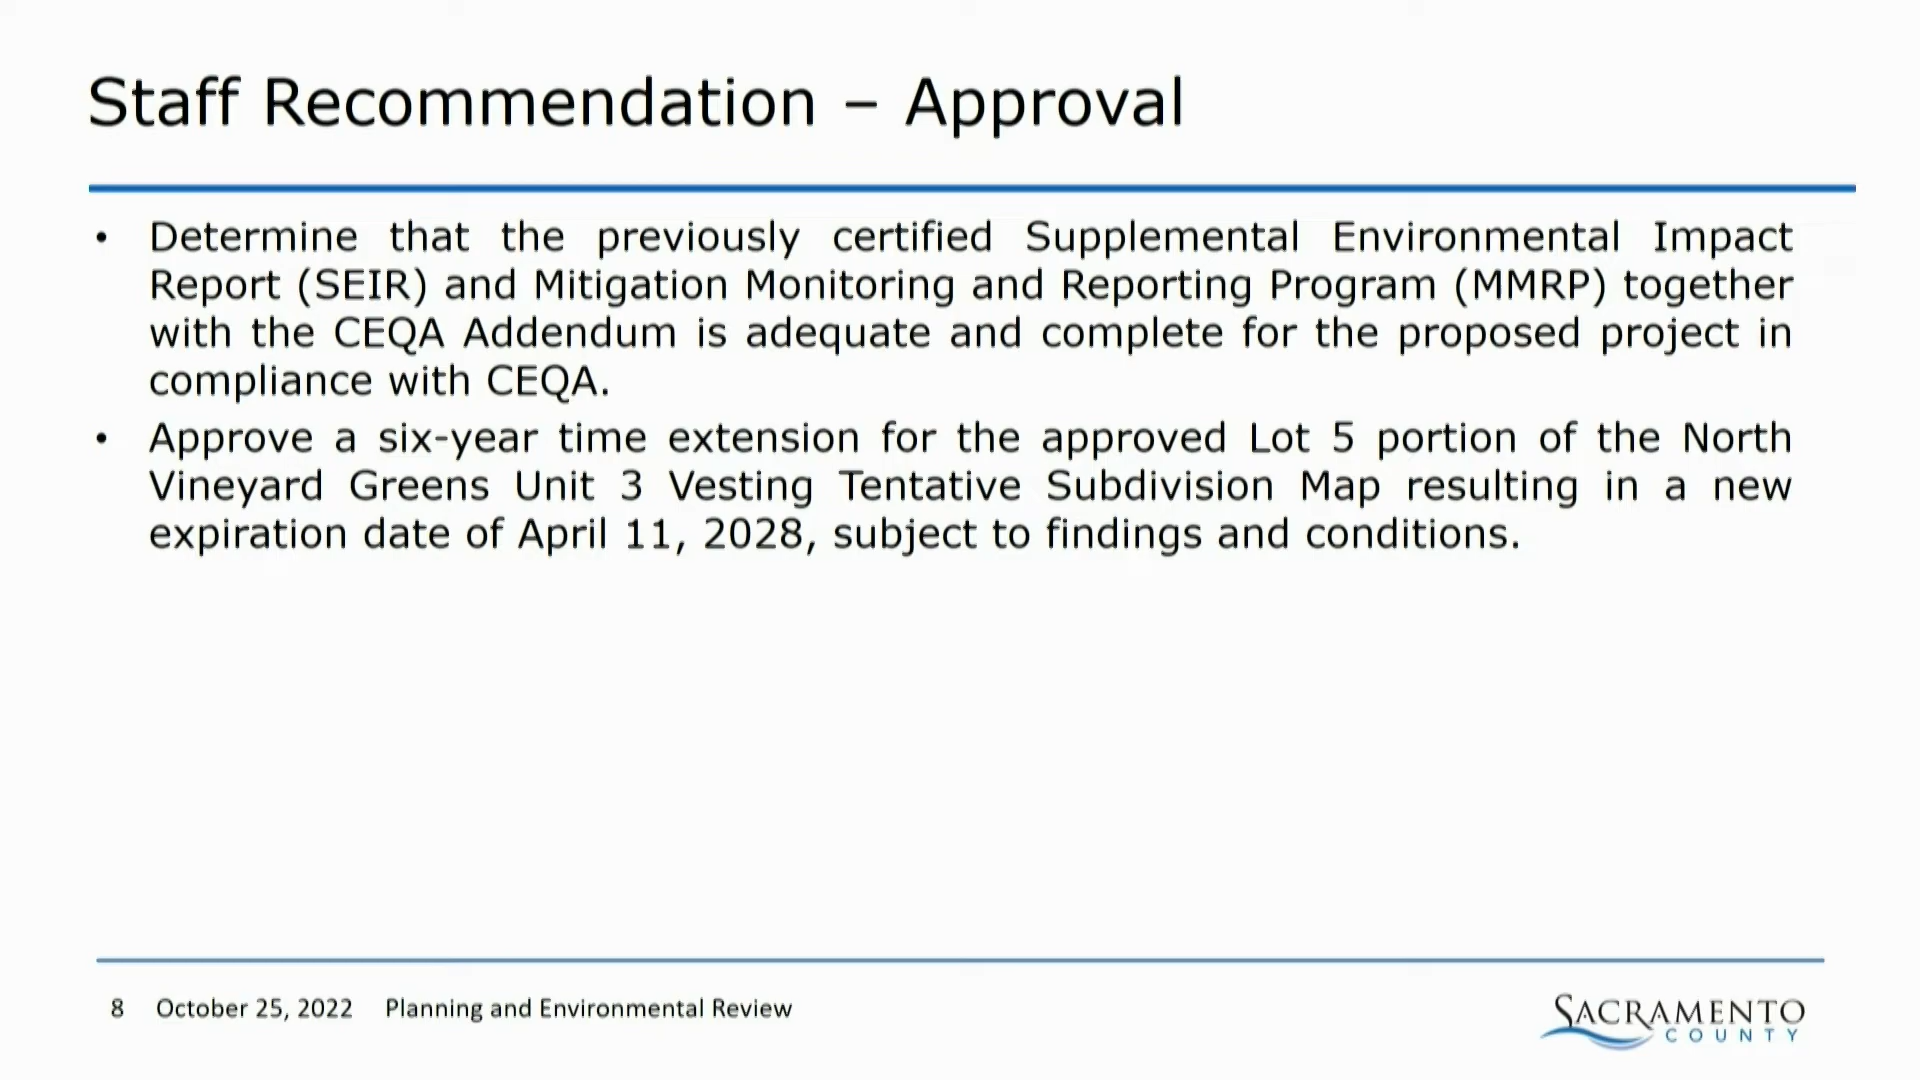 Staff Recommendation – Approval
• Determine that the previously certified Supplemental Environmental Impact
Report (SEIR) and Mitigation Monitoring and Reporting Program (MMRP) together
with the CEQA Addendum is adequate and complete for the proposed project in
compliance with CEQA.
• Approve a six-year time extension for the approved Lot 5 portion of the North
Vineyard Greens Unit 3 Vesting Tentative Subdivision Map resulting in a new
expiration date of April 11, 2028, subject to findings and conditions.
8 October 25, 2022 Planning and Environmental Review
SACRAMENTO
COUNTY